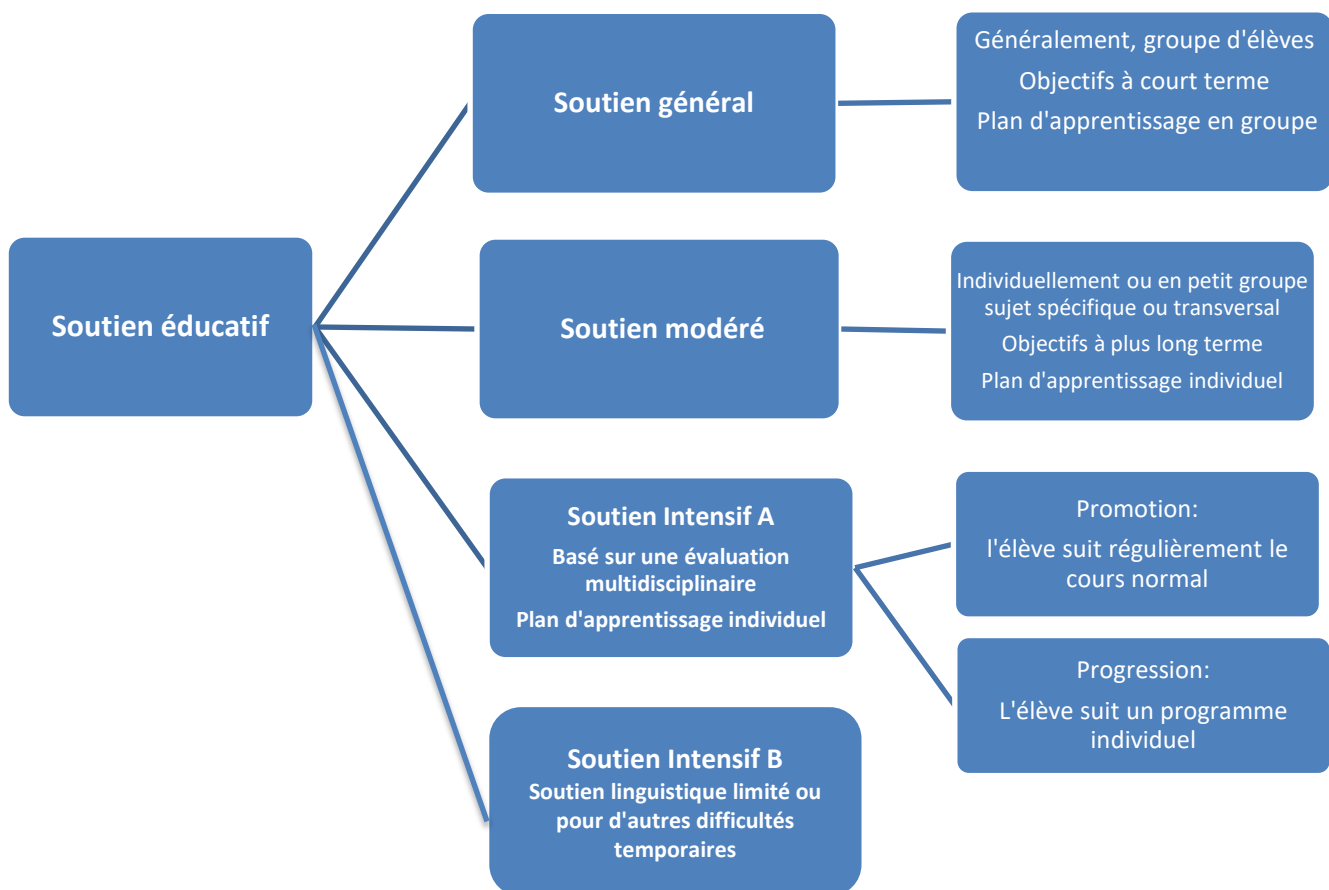 Soutien éducatif
Soutien général
Généralement, groupe d'élèves
Objectifs à court terme
Plan d'apprentissage en groupe
Soutien modéré
Individuellement ou en petit groupe
sujet spécifique ou transversal
Objectifs à plus long terme
Plan d'apprentissage individuel
Soutien Intensif A
Basé sur une évaluation
multidisciplinaire
Plan d'apprentissage individuel
Promotion:
l'élève suit régulièrement le
cours normal
Progression:
L'élève suit un programme
individuel
Soutien Intensif B
Soutien linguistique limité ou
pour d'autres difficultés
temporaires